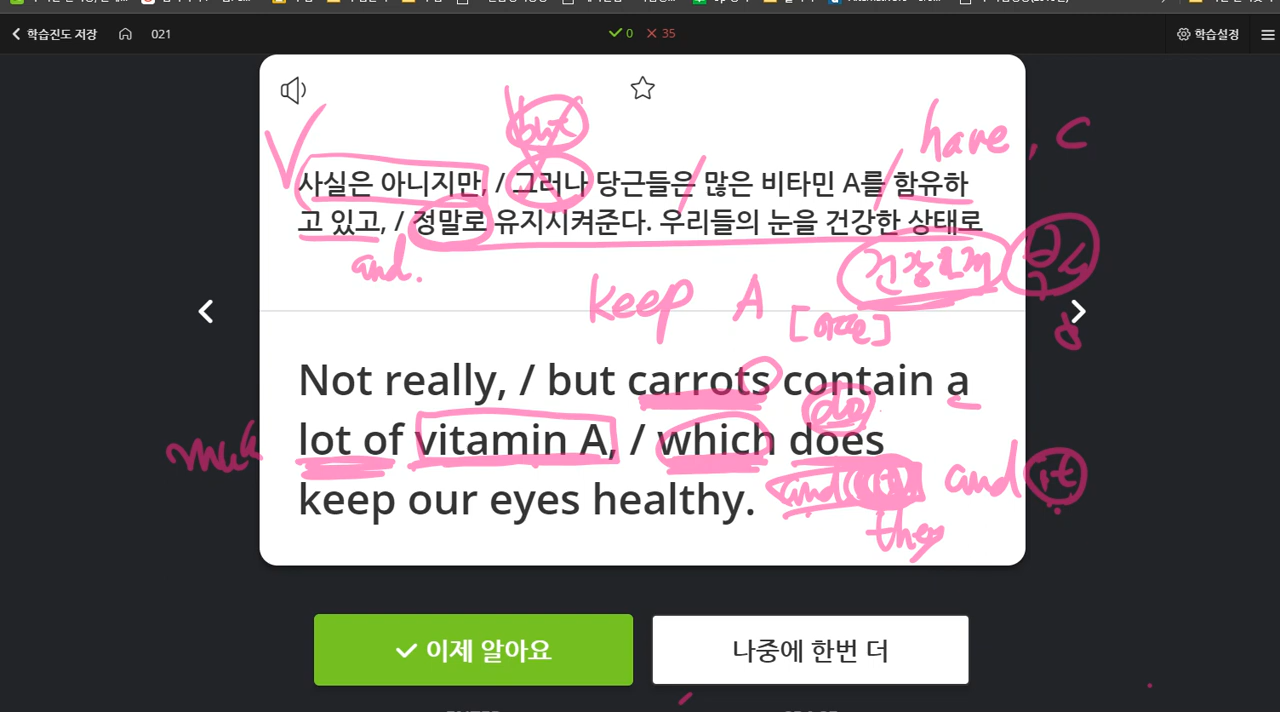 학습진도 저장
021
0
35
학습설정
but
have, C
사실은 아니지만, / 그러나 당근들은 많은 비타민 A를 함유하
고 있고, / 정말로 유지시켜준다. 우리들의 눈을 건강한 상태로
and.
keep A
Not really, / but carrots contain a
do
lot of vitamin A, / which does
keep our eyes healthy.
and it
and it
they
이제 알아요
나중에 한번 더